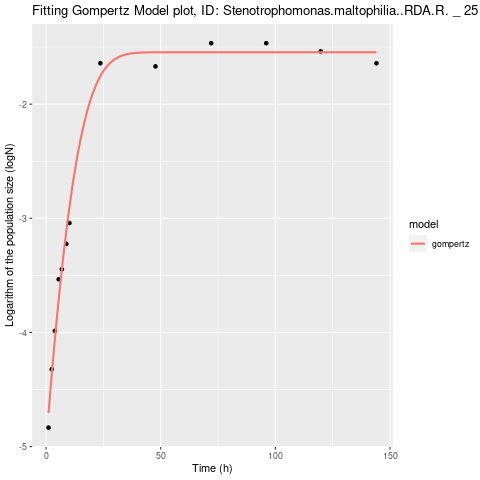 Fitting Gompertz Model plot, ID: Stenotrophomonas.maltophilia..RDA.R. _ 25
Logarithm of the population size (logN)
-2
-3
-4
-5
0
50
100
150
Time (h)
model
gompertz